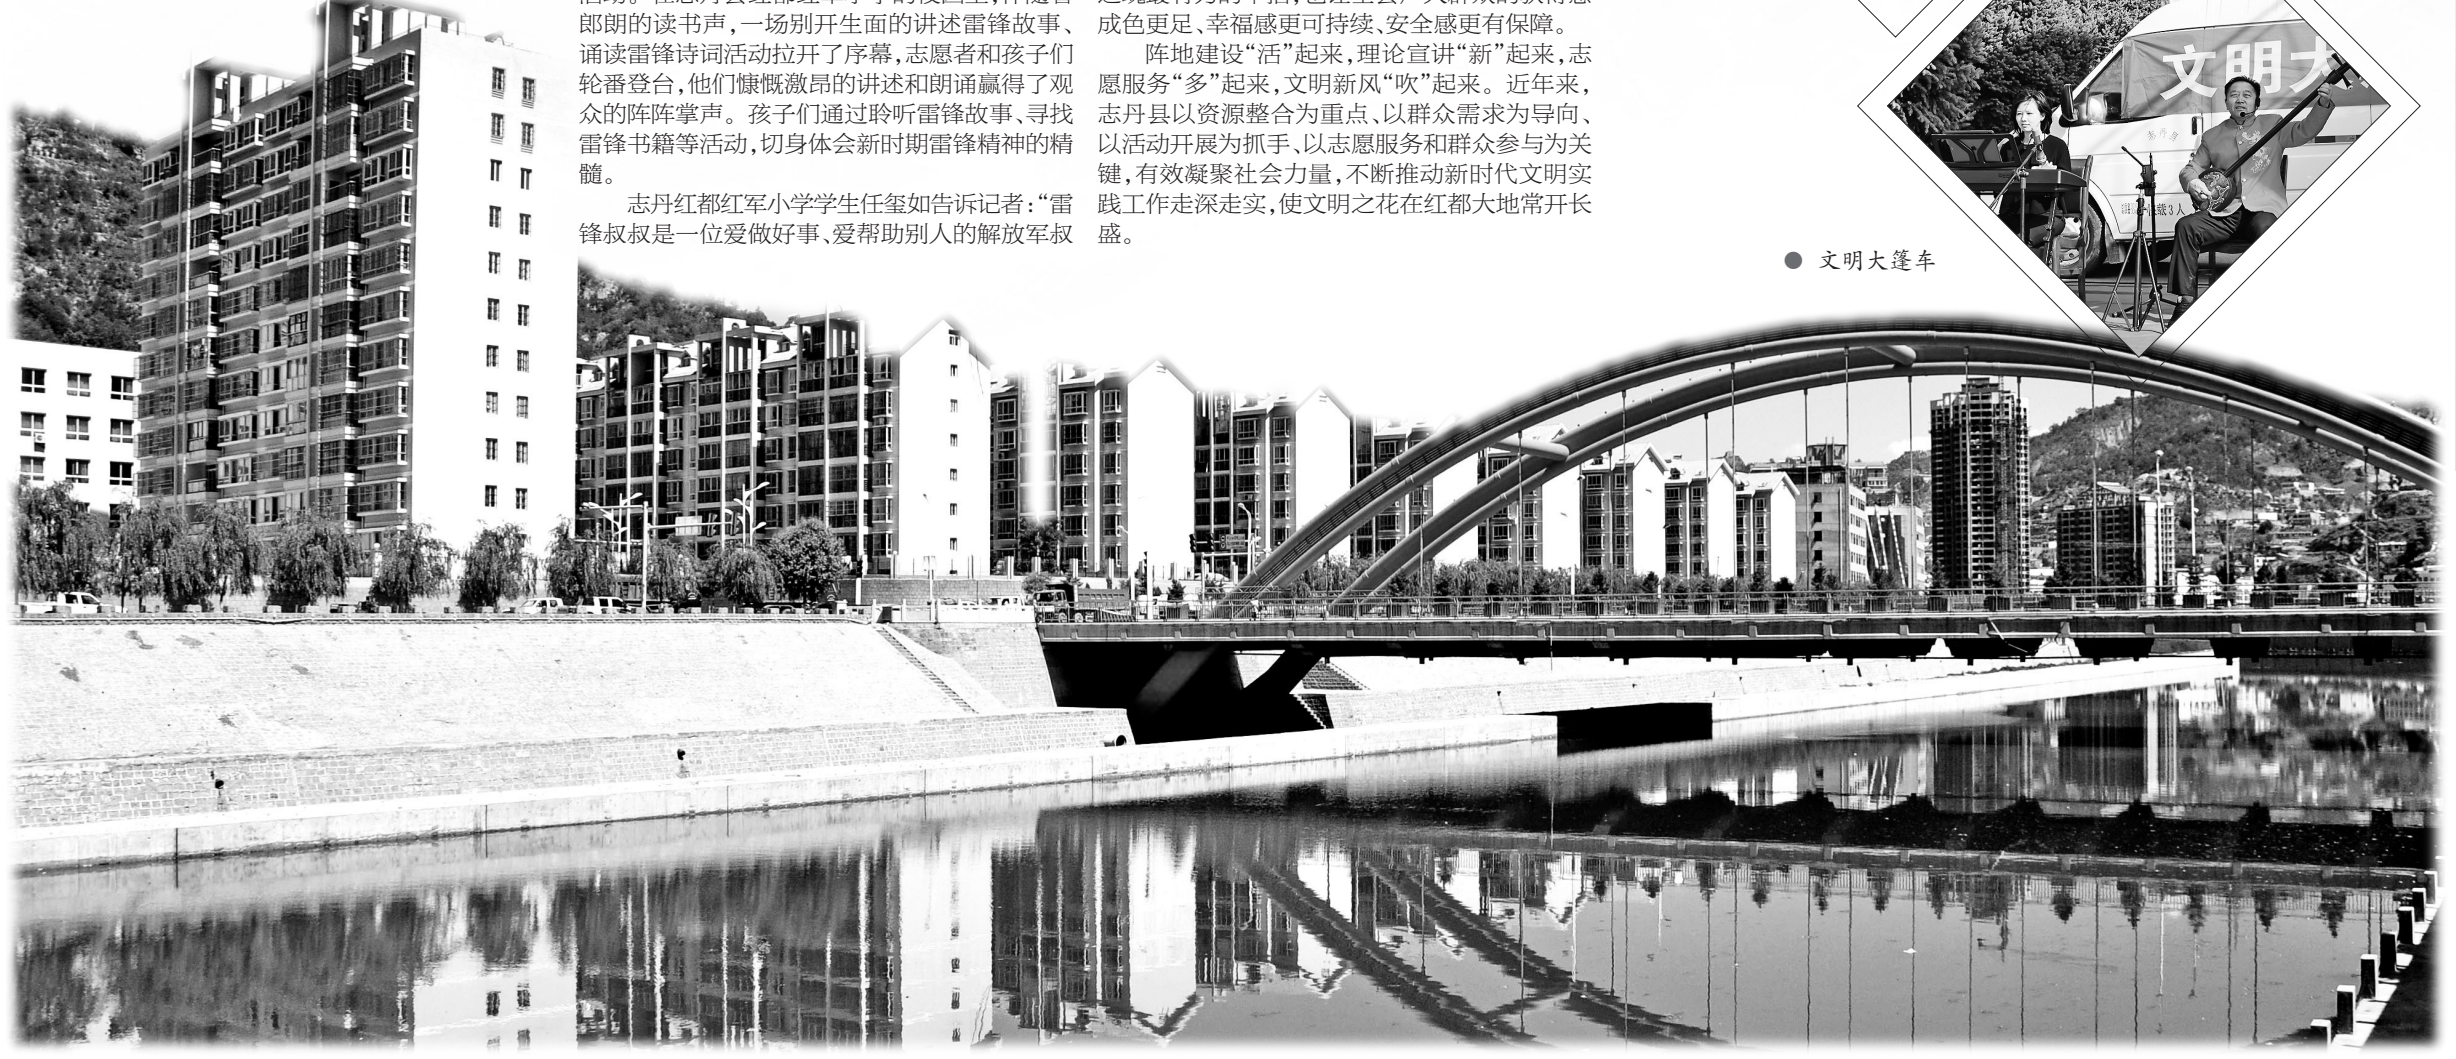 郎朗的读书声，一场别开生面的讲述雷锋故事、
诵读雷锋诗词活动拉开了序幕，志愿者和孩子们
轮番登台，他们慷慨激昂的讲述和朗诵赢得了观
众的阵阵掌声。孩子们通过聆听雷锋故事、寻找
雷锋书籍等活动，切身体会新时期雷锋精神的精
髓。
志丹红都红军小学学生任玺如告诉记者：“雷
锋叔叔是一位爱做好事、爱帮助别人的解放军叔
成色更足、幸福感更可持续、安全感更有保障。
阵地建设“活”起来，理论宣讲“新”起来，志
愿服务“多”起来，文明新风“吹”起来。近年来，
志丹县以资源整合为重点、以群众需求为导向、
以活动开展为抓手、以志愿服务和群众参与为关
键，有效凝聚社会力量，不断推动新时代文明实
践工作走深走实，使文明之花在红都大地常开长
盛。
文明大
载3人
● 文明大篷车